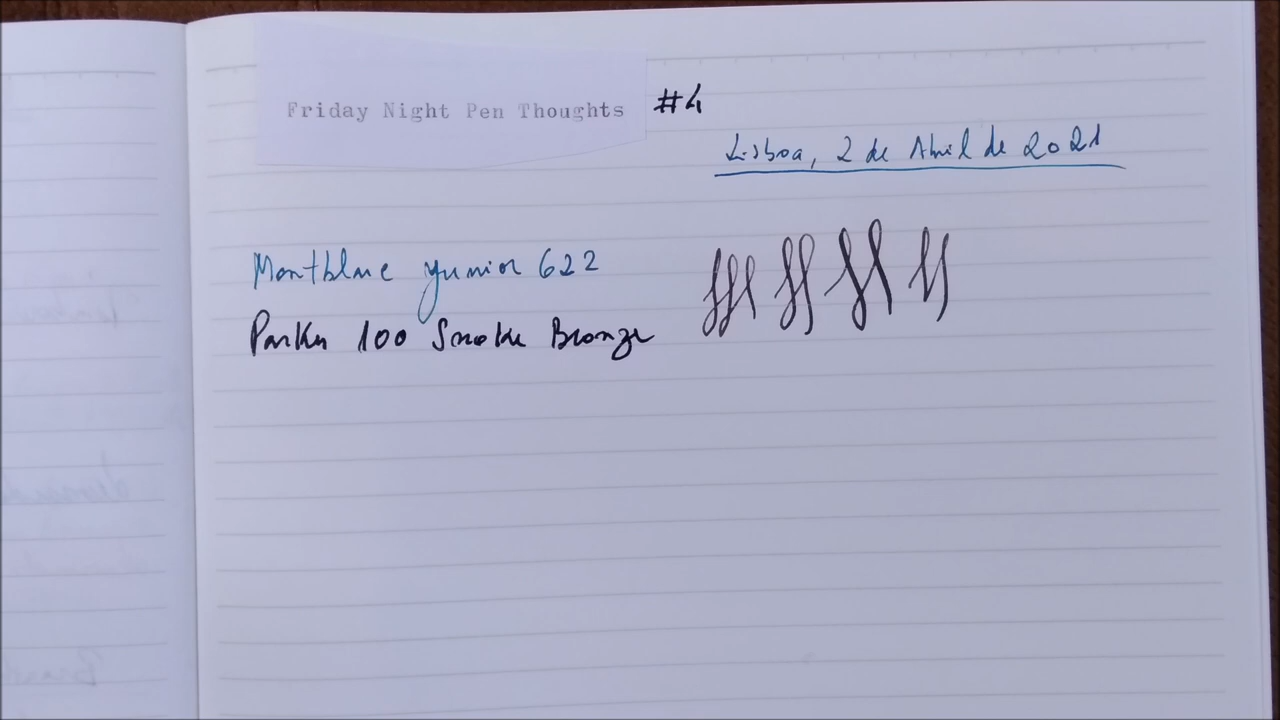 Friday Night Pen Thoughts #4
Lisboa, 2 de Abril de 2021
Montblanc Junior 622
Parker 100 Smoke Bronze